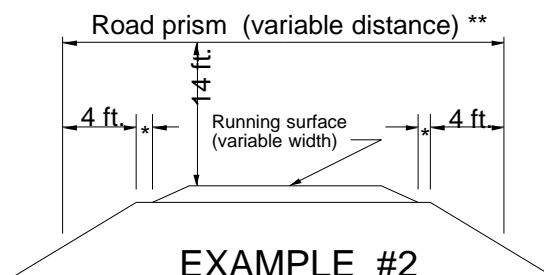 Road prism (variable distance) **
14 ft.
4 ft.
*
Running surface
(variable width)
*
4 ft.
EXAMPLE #2